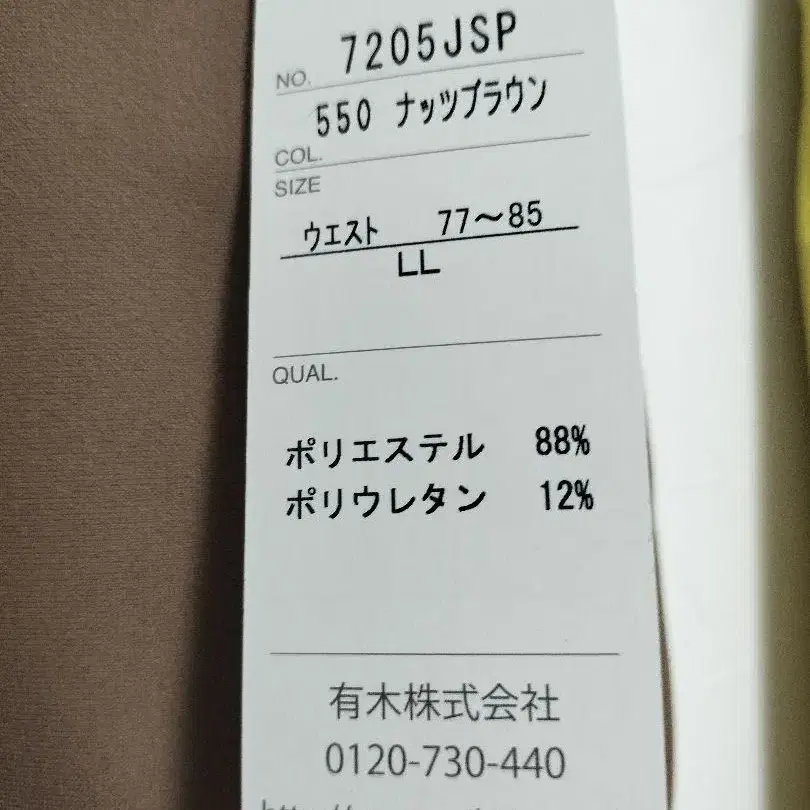 7205JSP
NO.
550 ナッツブラウン
COL.
SIZE
ウエスト 77～85
LL
QUAL.
ポリエステル 88%
ポリウレタン 12%
有木株式会社
0120-730-440